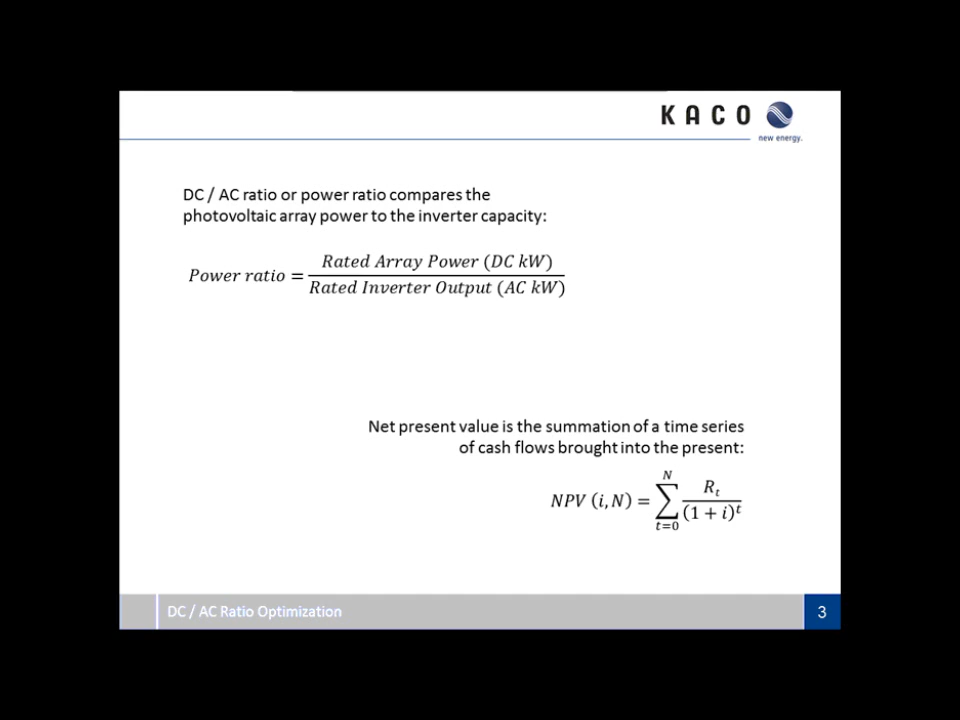 KACO
new energy.
DC / AC ratio or power ratio compares the
photovoltaic array power to the inverter capacity:
Power ratio = Rated Array Power (DC kW) / Rated Inverter Output (AC kW)
Net present value is the summation of a time series
of cash flows brought into the present:
NPV (i, N) = ∑_{t=0}^{N} R_t / (1 + i)^t
DC / AC Ratio Optimization
3